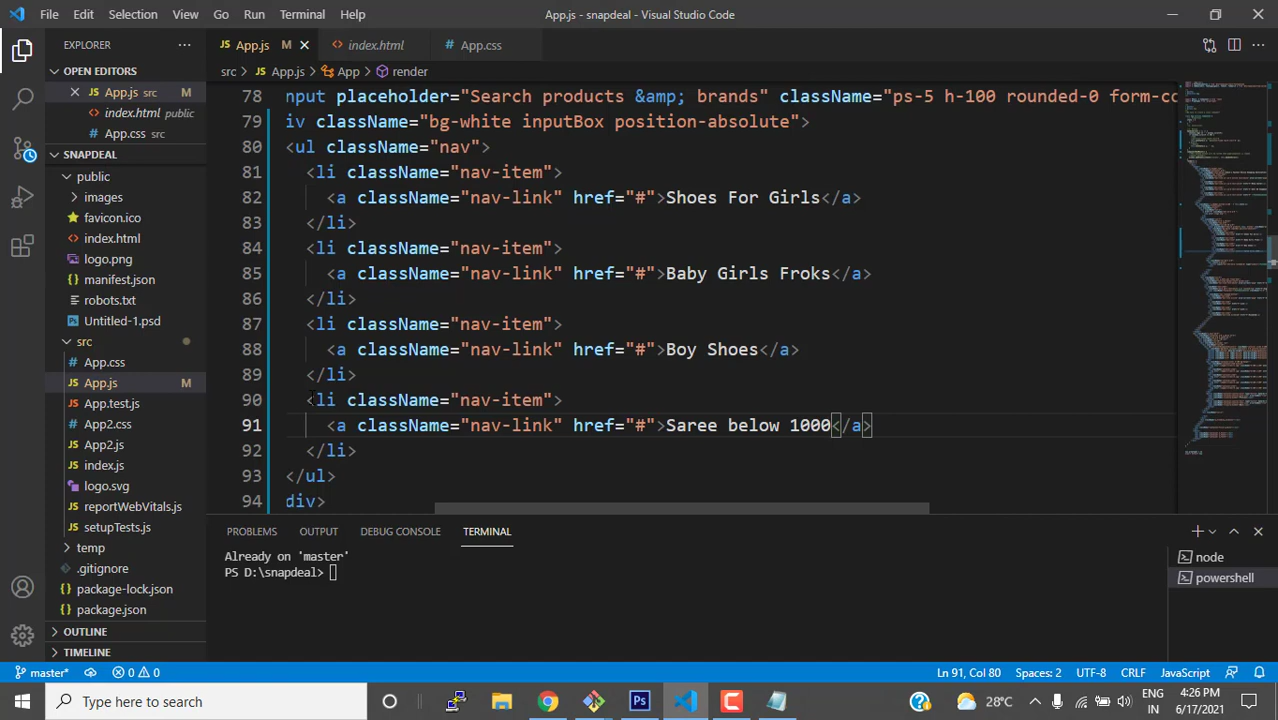 File Edit Selection View Go Run Terminal Help App.js - snapdeal - Visual Studio Code
EXPLORER
OPEN EDITORS
App.js src M
index.html public
App.css src
SNAPDEAL
public
images
favicon.ico
index.html
logo.png
manifest.json
robots.txt
Untitled-1.psd
src
App.css
App.js M
App.test.js
App2.css
App2.js
index.js
logo.svg
reportWebVitals.js
setupTests.js
temp
.gitignore
package-lock.json
package.json
OUTLINE
TIMELINE
JS App.js M index.html App.css
src > JS App.js > App > render
78 nput placeholder="Search products &amp; brands" className="ps-5 h-100 rounded-0 form-co
79 iv className="bg-white inputBox position-absolute">
80 <ul className="nav">
81 <li className="nav-item">
82 <a className="nav-link" href="#">Shoes For Girls</a>
83 </li>
84 <li className="nav-item">
85 <a className="nav-link" href="#">Baby Girls Froks</a>
86 </li>
87 <li className="nav-item">
88 <a className="nav-link" href="#">Boy Shoes</a>
89 </li>
90 <li className="nav-item">
91 <a className="nav-link" href="#">Saree below 1000</a>
92 </li>
93 </ul>
94 div>
PROBLEMS OUTPUT DEBUG CONSOLE TERMINAL
Already on 'master'
PS D:\snapdeal>
node
powershell
master* 0 0 Ln 91, Col 80 Spaces: 2 UTF-8 CRLF JavaScript
Type here to search Ps 28°C ENG IN 4:26 PM 6/17/2021